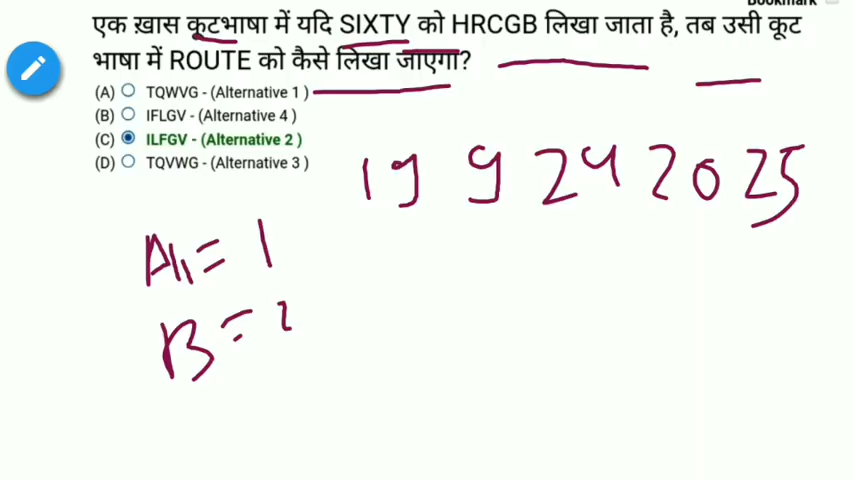 Bookmark
एक ख़ास कूटभाषा में यदि SIXTY को HRCGB लिखा जाता है, तब उसी कूट
भाषा में ROUTE को कैसे लिखा जाएगा?
(A) TQWVG - (Alternative 1 )
(B) IFLGV - (Alternative 4 )
(C) ILFGV - (Alternative 2 )
(D) TQVWG - (Alternative 3 )
19 9 24 20 25
A = 1
B = 2